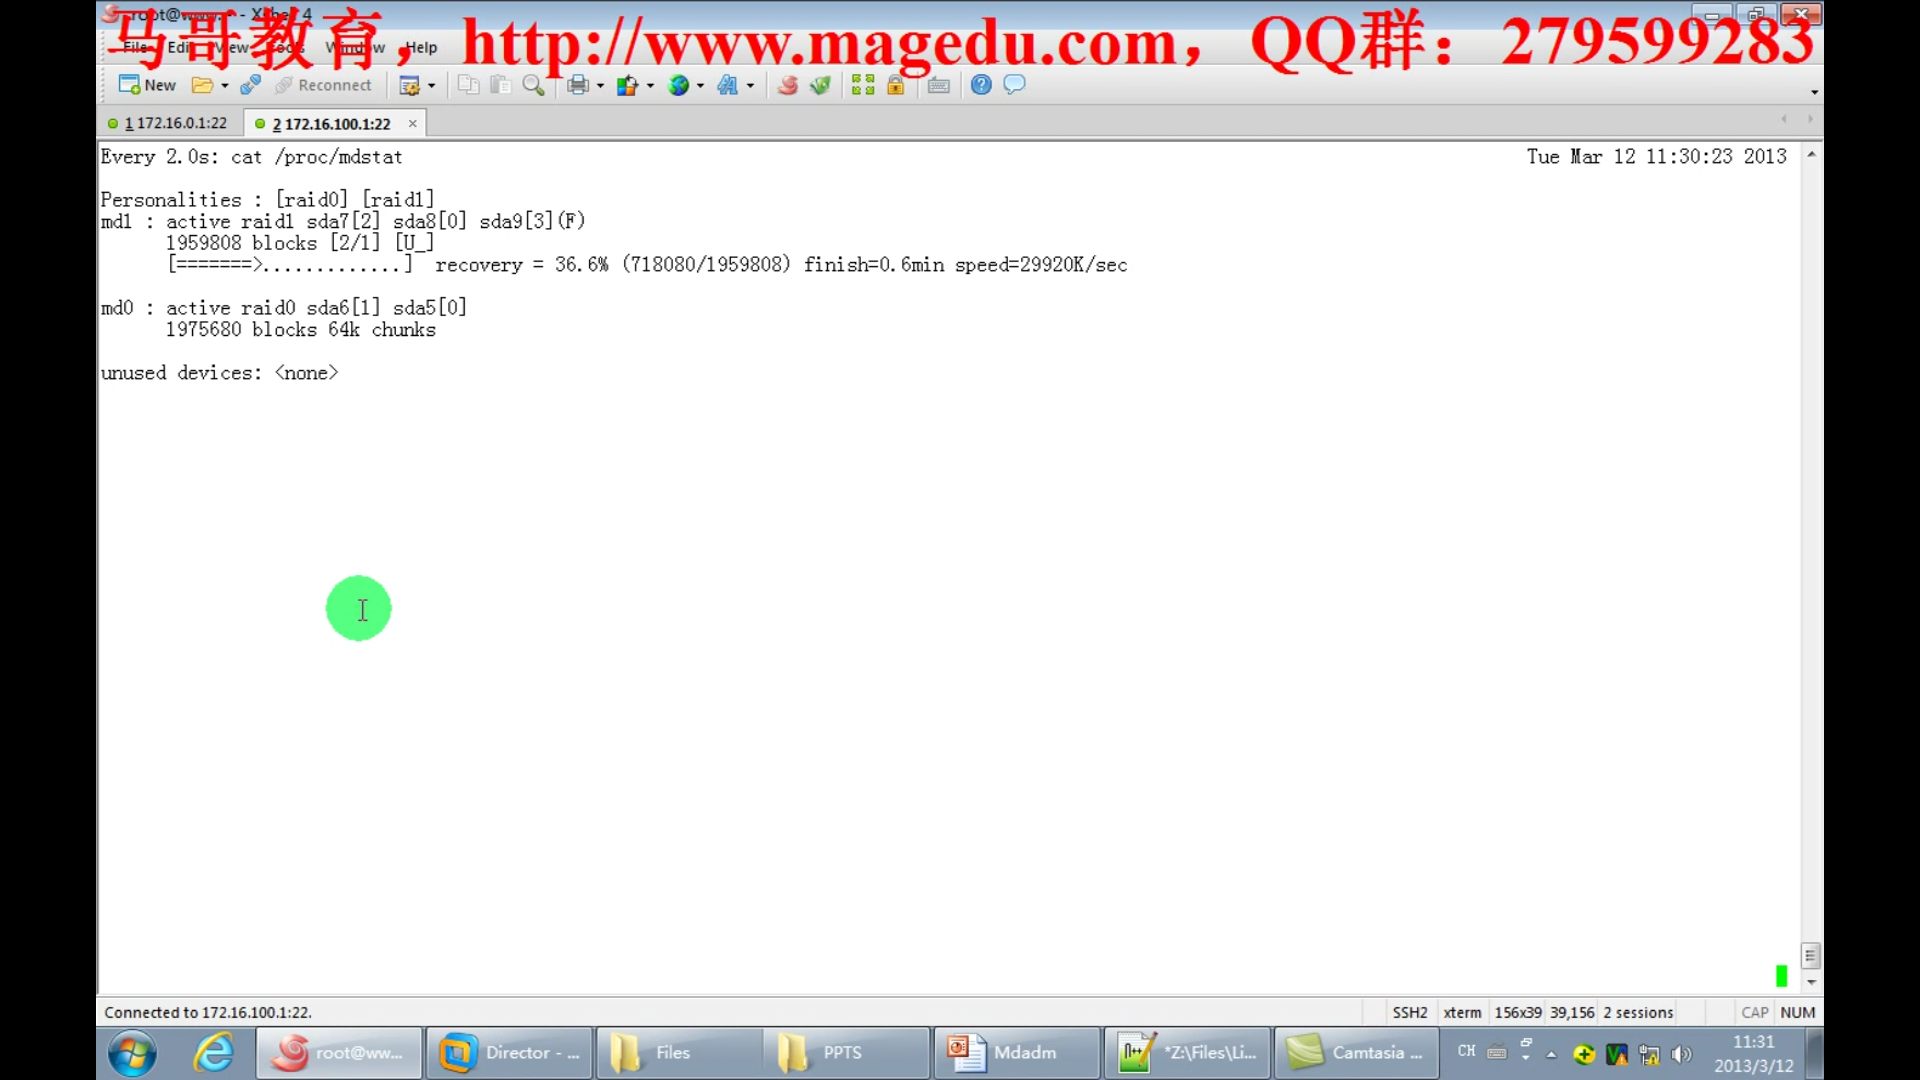 root@www:~ - Xshell 4
马哥教育，http://www.magedu.com，QQ群：279599283
File Edit View Tools Window Help
New Reconnect
1 172.16.0.1:22 2 172.16.100.1:22
Every 2.0s: cat /proc/mdstat Tue Mar 12 11:30:23 2013
Personalities : [raid0] [raid1]
md1 : active raid1 sda7[2] sda8[0] sda9[3](F)
1959808 blocks [2/1] [U_]
[=======>.............] recovery = 36.6% (718080/1959808) finish=0.6min speed=29920K/sec
md0 : active raid0 sda6[1] sda5[0]
1975680 blocks 64k chunks
unused devices: <none>
Connected to 172.16.100.1:22. SSH2 xterm 156x39 39,156 2 sessions CAP NUM
root@ww... Director - ... Files PPTS Mdadm *Z:\Files\Li... Camtasia ... CH 11:31
2013/3/12